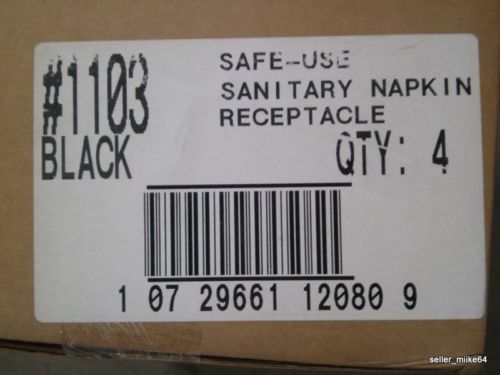 #1103
BLACK
SAFE-USE
SANITARY NAPKIN
RECEPTACLE
QTY: 4
1 07 29661 12080 9
seller_miike64